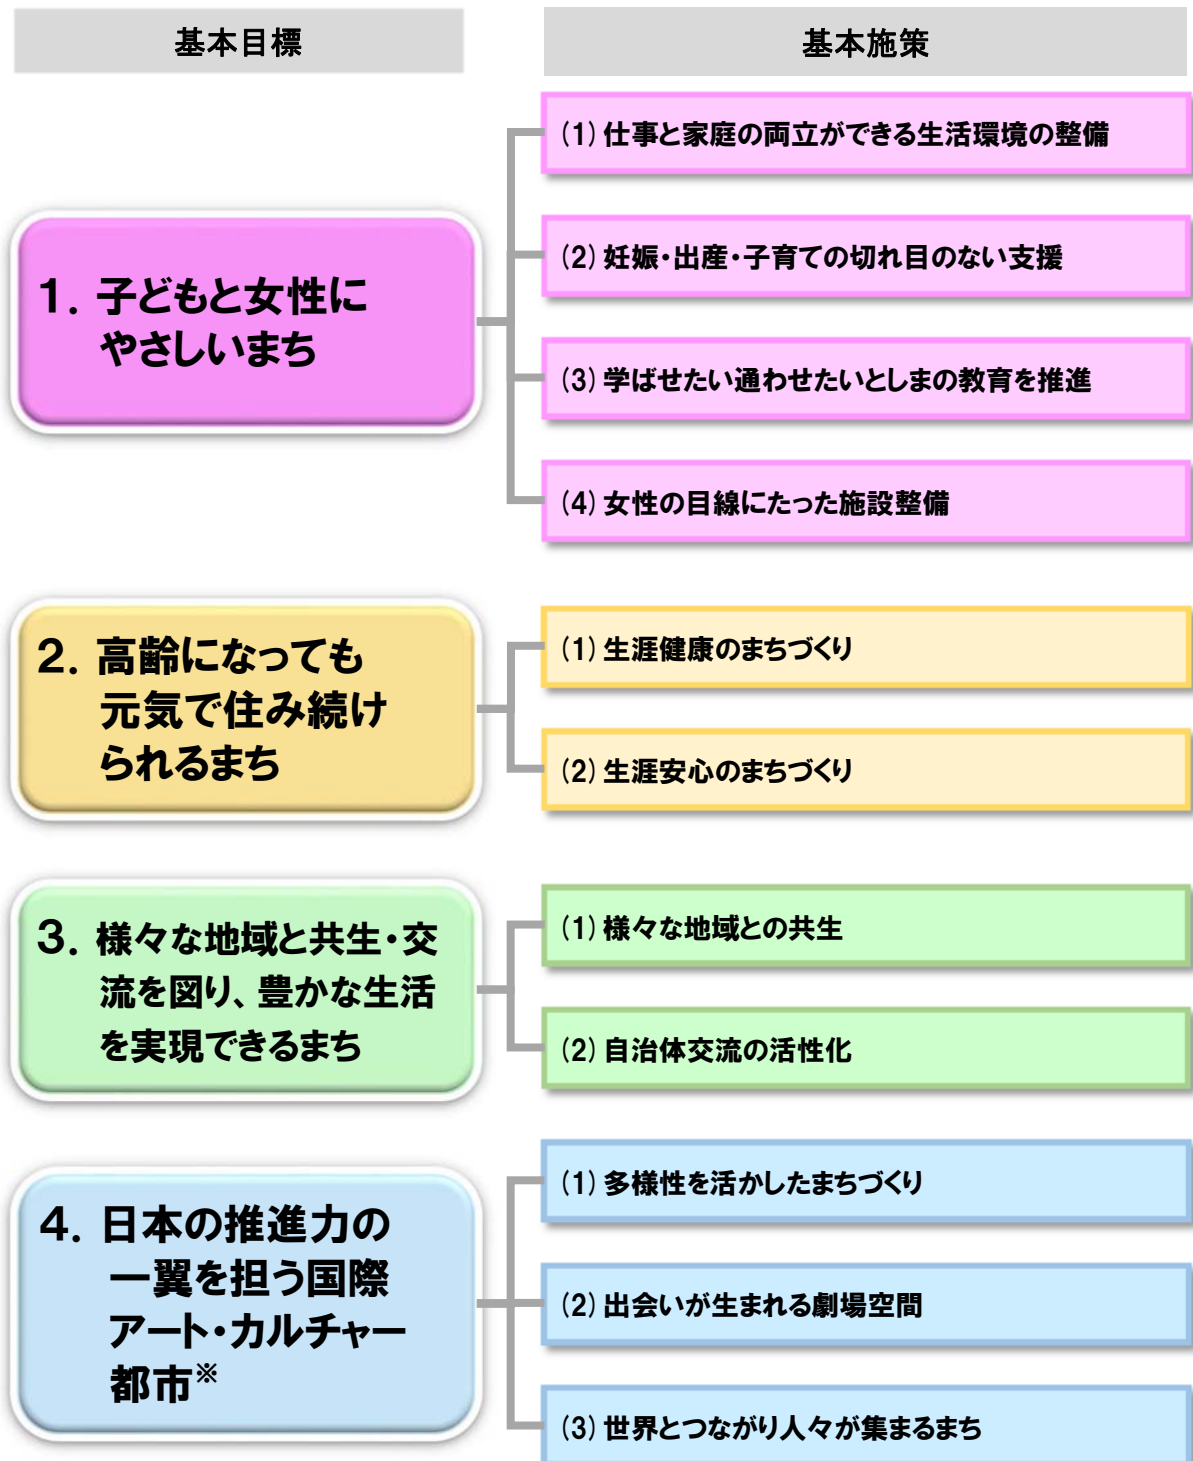 基本目標
基本施策
1. 子どもと女性に
やさしいまち
(1) 仕事と家庭の両立ができる生活環境の整備
(2) 妊娠・出産・子育ての切れ目のない支援
(3) 学ばせたい通わせたいとしまの教育を推進
(4) 女性の目線にたった施設整備
2. 高齢になっても
元気で住み続け
られるまち
(1) 生涯健康のまちづくり
(2) 生涯安心のまちづくり
3. 様々な地域と共生・交
流を図り、豊かな生活
を実現できるまち
(1) 様々な地域との共生
(2) 自治体交流の活性化
4. 日本の推進力の
一翼を担う国際
アート・カルチャー
都市※
(1) 多様性を活かしたまちづくり
(2) 出会いが生まれる劇場空間
(3) 世界とつながり人々が集まるまち